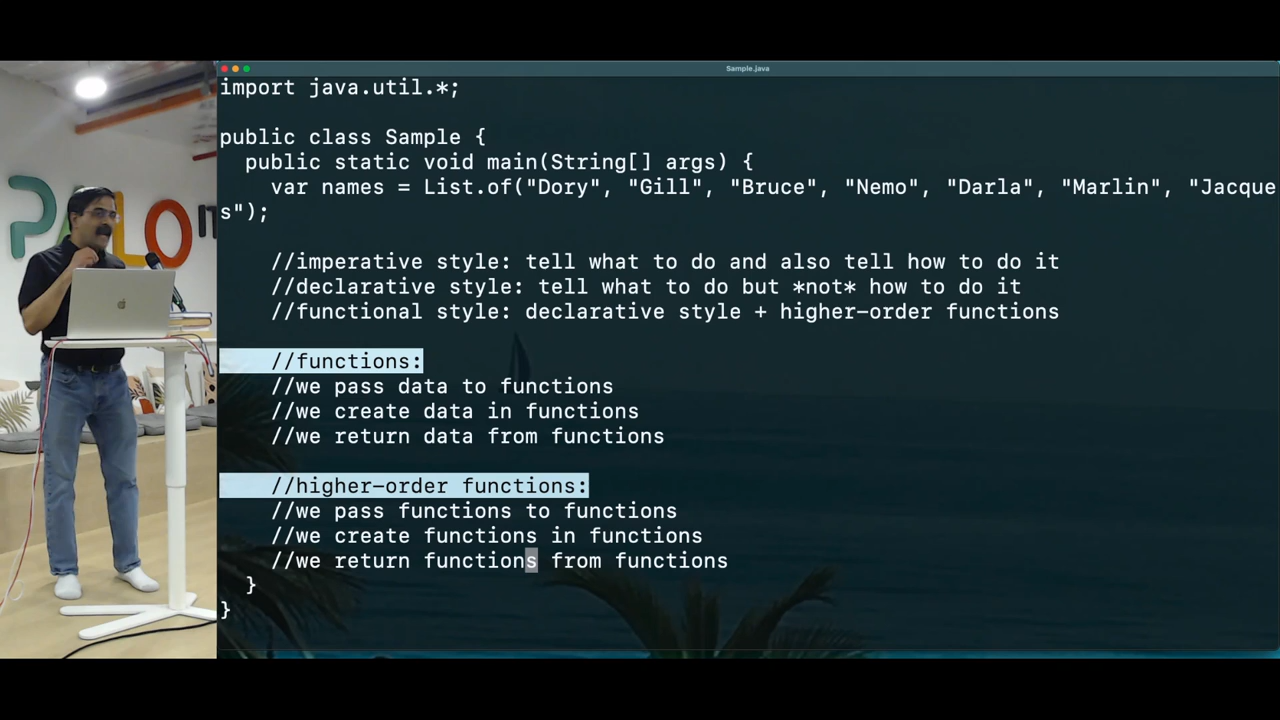 PALO
Sample.java
import java.util.*;
public class Sample {
public static void main(String[] args) {
var names = List.of("Dory", "Gill", "Bruce", "Nemo", "Darla", "Marlin", "Jacque
s");
//imperative style: tell what to do and also tell how to do it
//declarative style: tell what to do but *not* how to do it
//functional style: declarative style + higher-order functions
//functions:
//we pass data to functions
//we create data in functions
//we return data from functions
//higher-order functions:
//we pass functions to functions
//we create functions in functions
//we return functions from functions
}
}